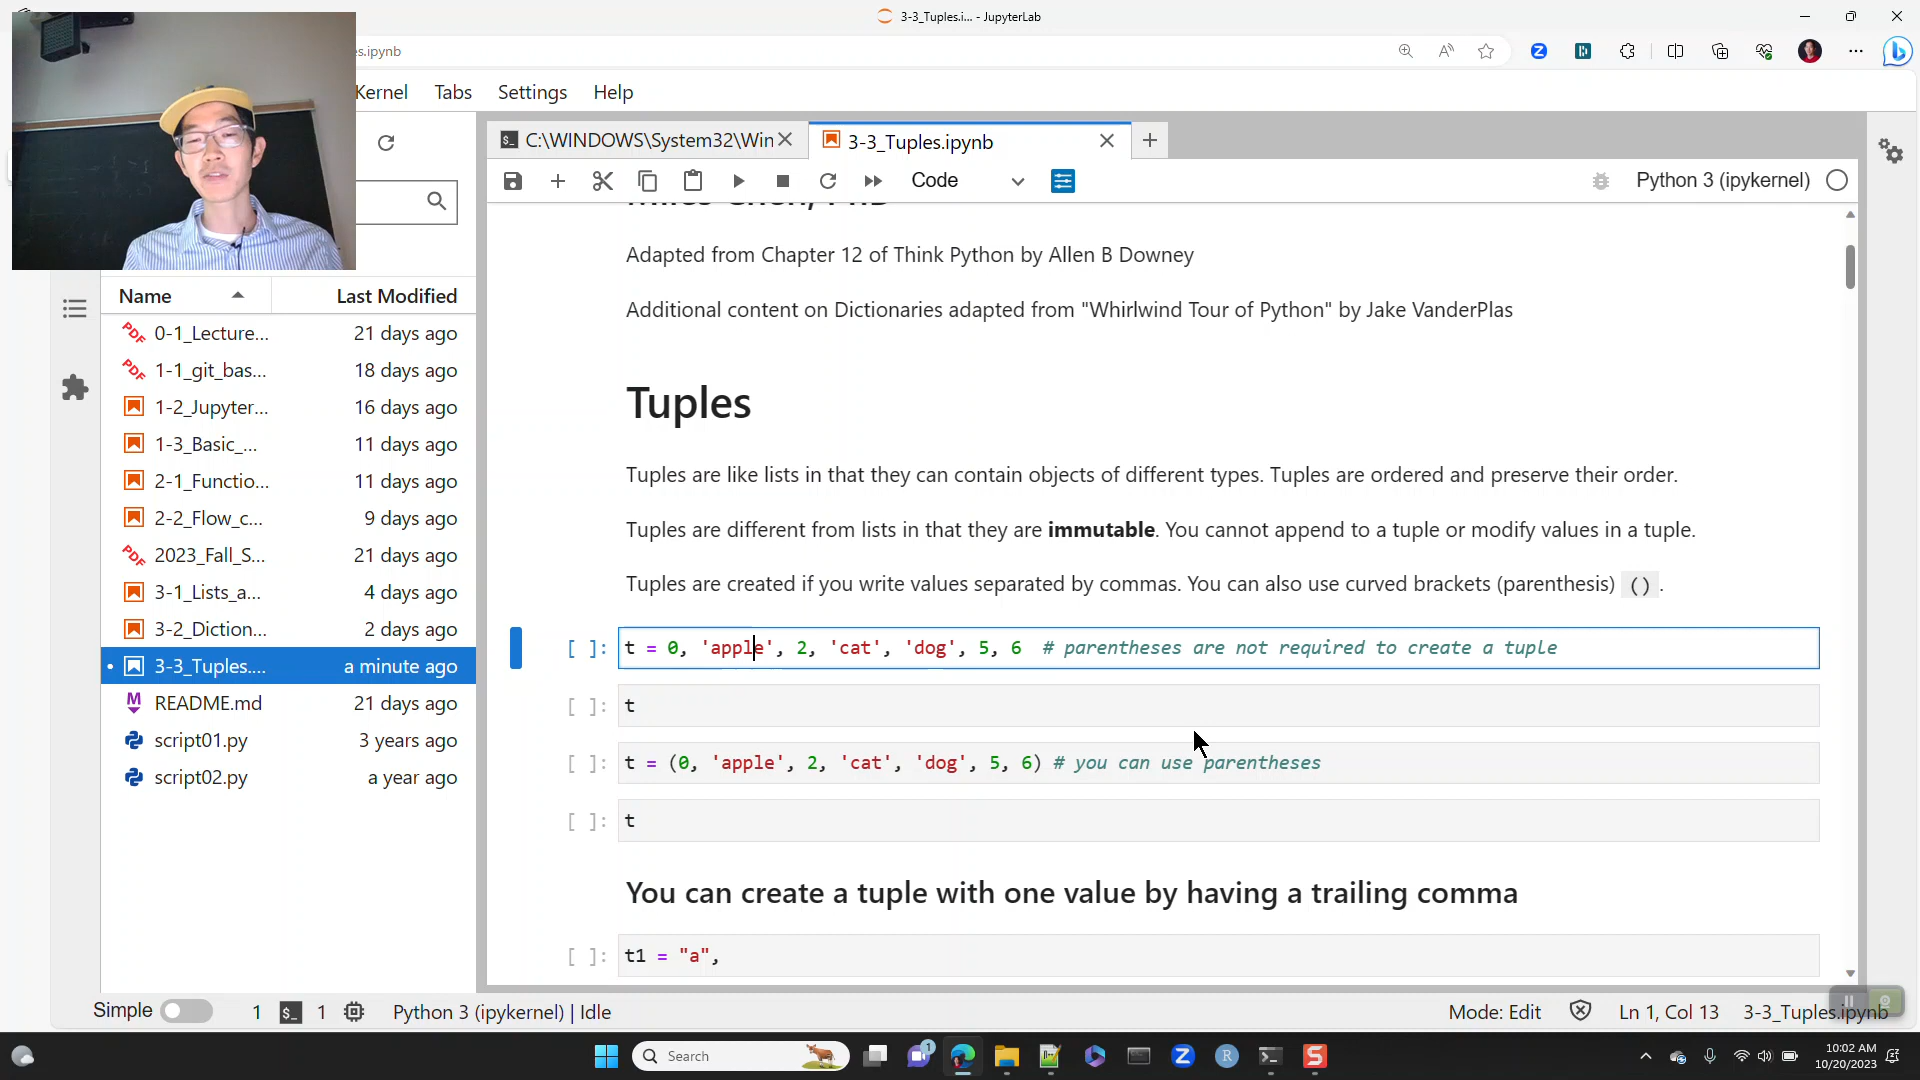 3-3_Tuples.i... - JupyterLab
es.ipynb
Kernel
Tabs
Settings
Help
C:\WINDOWS\System32\Win
3-3_Tuples.ipynb
Code
Python 3 (ipykernel)
Adapted from Chapter 12 of Think Python by Allen B Downey
Additional content on Dictionaries adapted from "Whirlwind Tour of Python" by Jake VanderPlas
Tuples
Tuples are like lists in that they can contain objects of different types. Tuples are ordered and preserve their order.
Tuples are different from lists in that they are immutable. You cannot append to a tuple or modify values in a tuple.
Tuples are created if you write values separated by commas. You can also use curved brackets (parenthesis) ().
[ ]: t = 0, 'apple', 2, 'cat', 'dog', 5, 6  # parentheses are not required to create a tuple
[ ]: t
[ ]: t = (0, 'apple', 2, 'cat', 'dog', 5, 6) # you can use parentheses
[ ]: t
You can create a tuple with one value by having a trailing comma
[ ]: t1 = "a",
Name Last Modified
0-1_Lecture... 21 days ago
1-1_git_bas... 18 days ago
1-2_Jupyter... 16 days ago
1-3_Basic_... 11 days ago
2-1_Functio... 11 days ago
2-2_Flow_c... 9 days ago
2023_Fall_S... 21 days ago
3-1_Lists_a... 4 days ago
3-2_Diction... 2 days ago
3-3_Tuples.... a minute ago
README.md 21 days ago
script01.py 3 years ago
script02.py a year ago
Simple 1 $_ 1 Python 3 (ipykernel) | Idle
Mode: Edit Ln 1, Col 13 3-3_Tuples.ipynb
Search
10:02 AM
10/20/2023